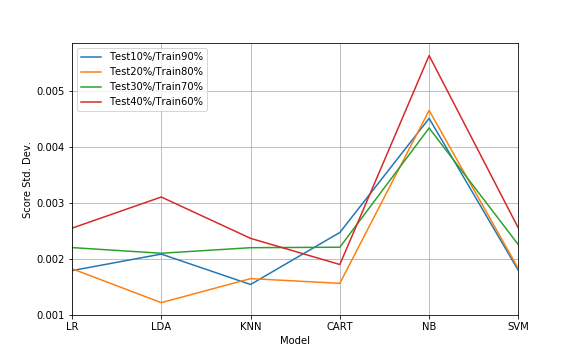 Test10%/Train90%
Test20%/Train80%
Test30%/Train70%
Test40%/Train60%
0.005
0.004
0.003
0.002
0.001
Score Std. Dev.
LR LDA KNN CART NB SVM
Model